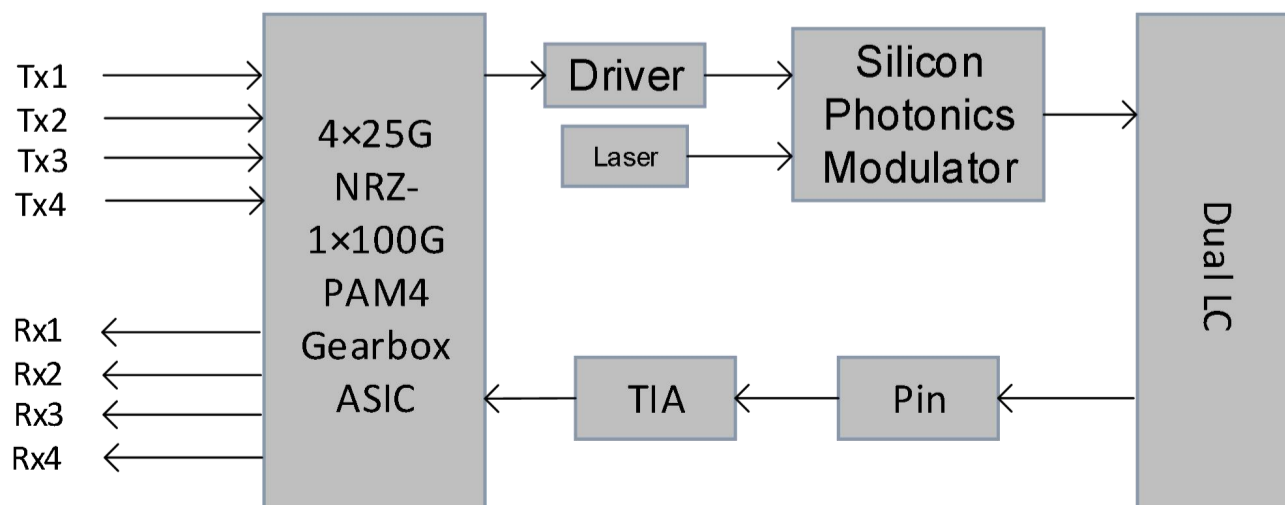 Tx1
Tx2
Tx3
Tx4
Rx1
Rx2
Rx3
Rx4
4×25G
NRZ-
1×100G
PAM4
Gearbox
ASIC
Driver
Laser
Silicon
Photonics
Modulator
TIA
Pin
Dual LC